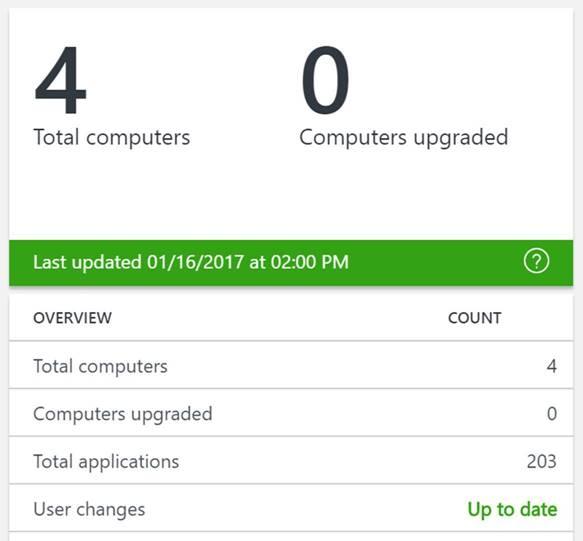 4 0
Total computers Computers upgraded
Last updated 01/16/2017 at 02:00 PM ?
OVERVIEW COUNT
Total computers 4
Computers upgraded 0
Total applications 203
User changes Up to date